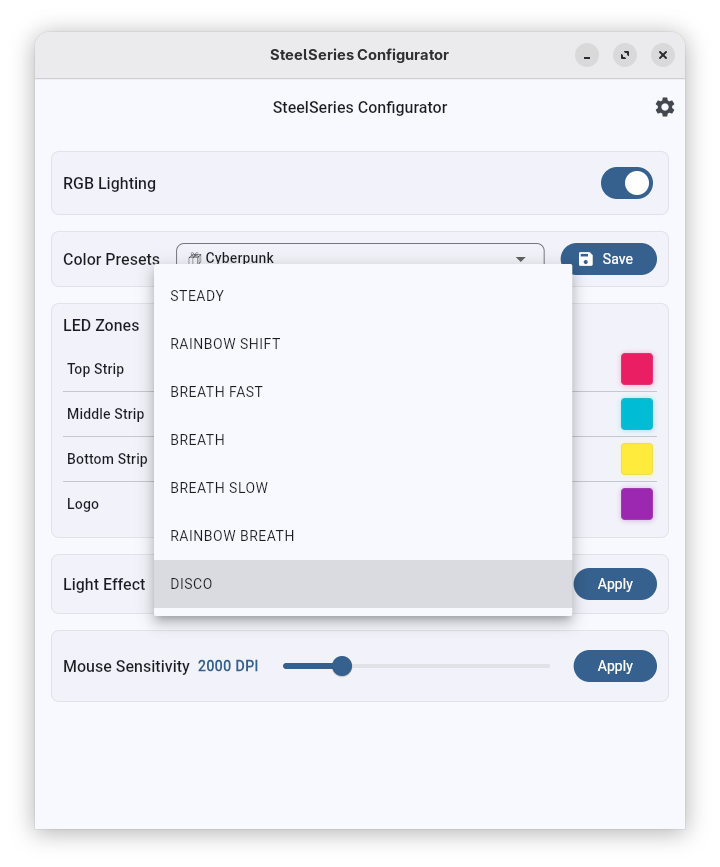 SteelSeries Configurator
SteelSeries Configurator
RGB Lighting
Color Presets Cyberpunk Save
STEADY
LED Zones
RAINBOW SHIFT
Top Strip
BREATH FAST
Middle Strip
BREATH
Bottom Strip
BREATH SLOW
Logo
RAINBOW BREATH
Light Effect DISCO Apply
Mouse Sensitivity 2000 DPI Apply